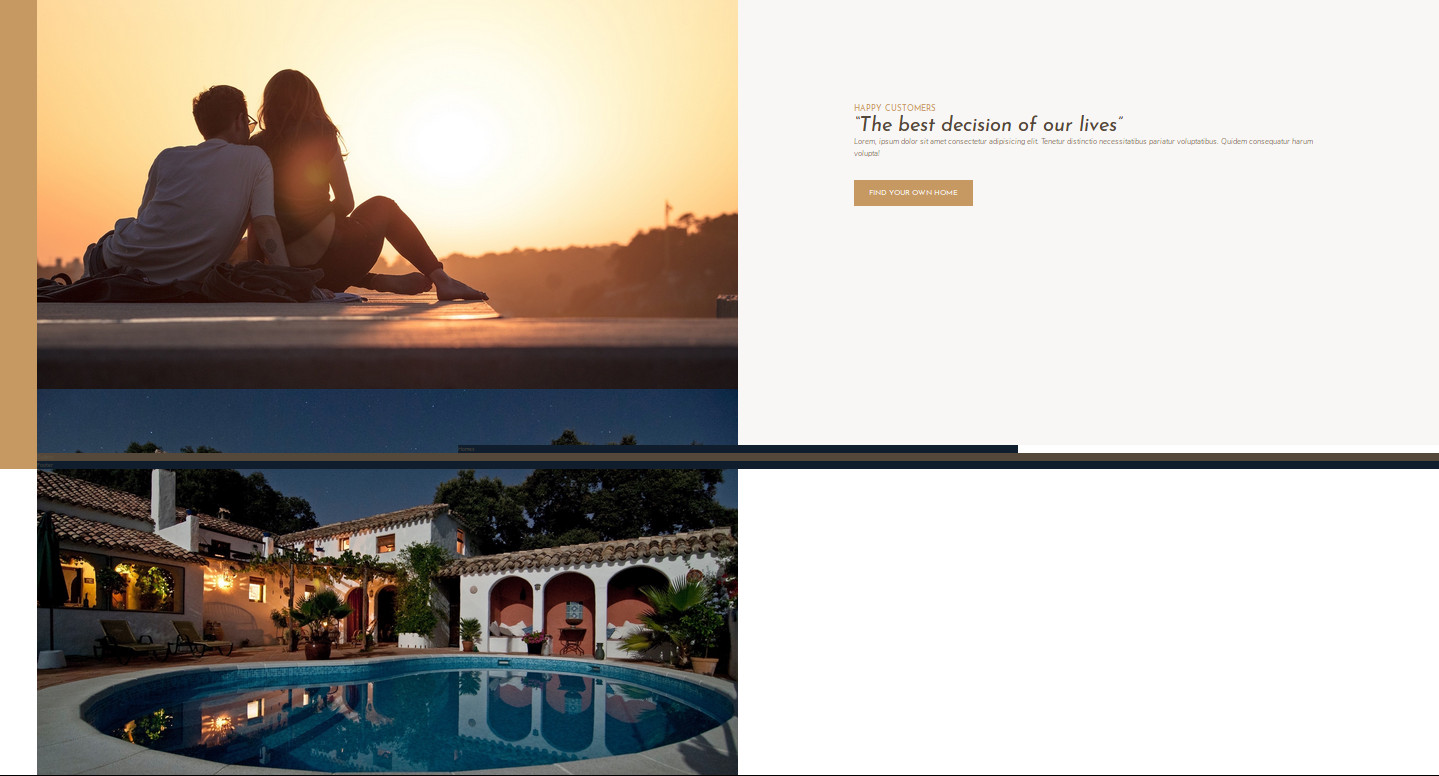 HAPPY CUSTOMERS
“The best decision of our lives”
Lorem, ipsum dolor sit amet consectetur adipisicing elit. Tenetur distinctio necessitatibus pariatur voluptatibus. Quidem consequatur harum
volupta!
FIND YOUR OWN HOME